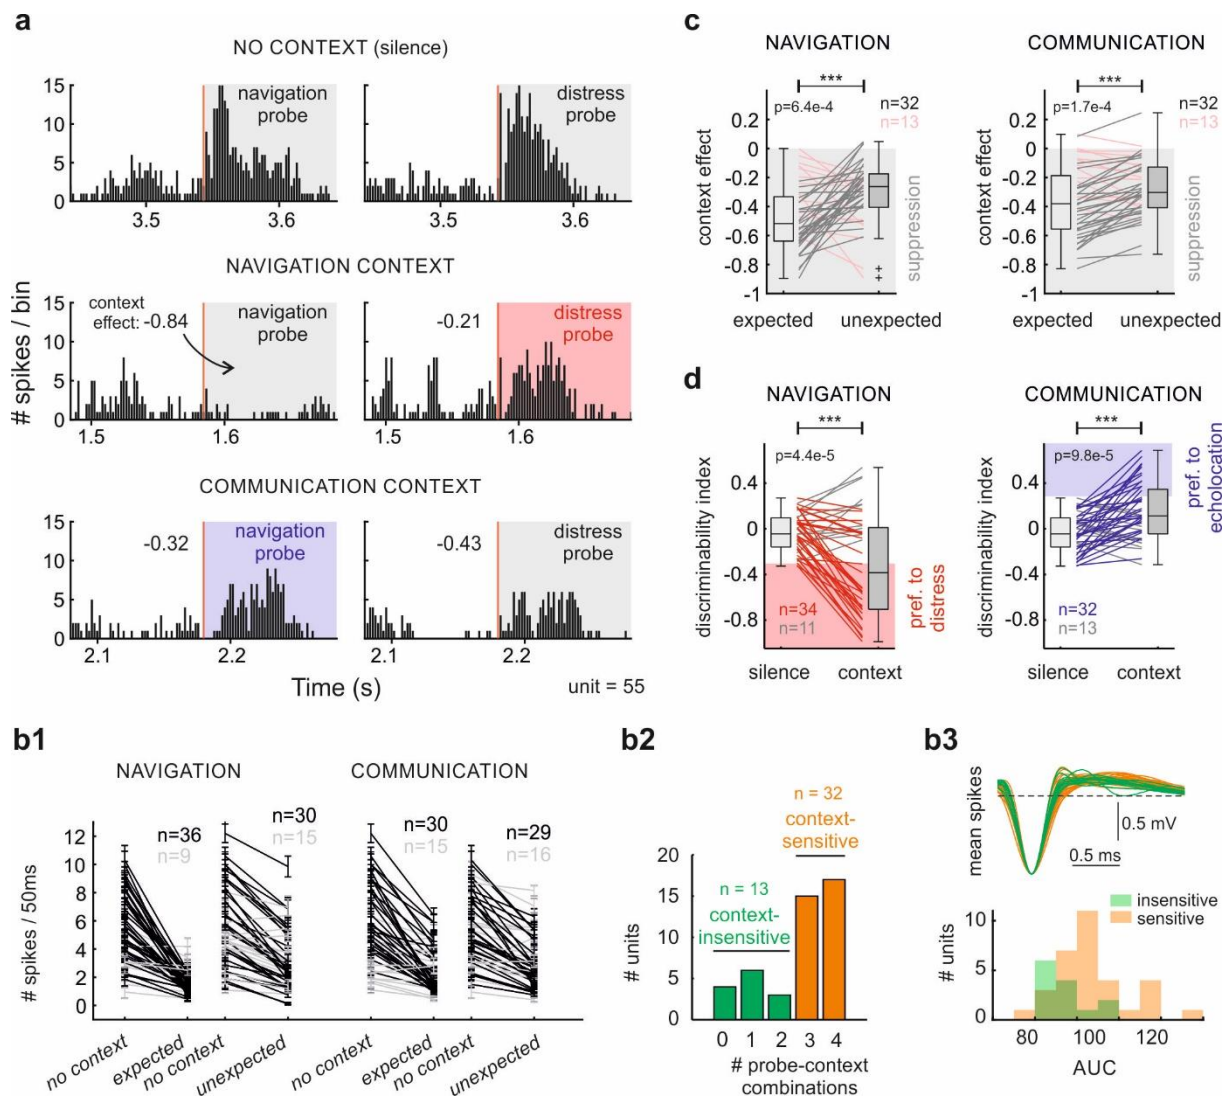 a
NO CONTEXT (silence)
15
10
5
0
navigation
probe
3.5
3.6
distress
probe
3.5
3.6
NAVIGATION CONTEXT
# spikes / bin
15
10
5
0
context
effect: -0.84
navigation
probe
1.5
1.6
-0.21
distress
probe
1.5
1.6
COMMUNICATION CONTEXT
15
10
5
0
-0.32
navigation
probe
2.1
2.2
-0.43
distress
probe
2.1
2.2
Time (s)
unit = 55
c
NAVIGATION
***
p=6.4e-4
n=32
n=13
context effect
0.2
0
-0.2
-0.4
-0.6
-0.8
-1
suppression
expected
unexpected
COMMUNICATION
***
p=1.7e-4
n=32
n=13
context effect
0.2
0
-0.2
-0.4
-0.6
-0.8
-1
suppression
expected
unexpected
d
NAVIGATION
***
p=4.4e-5
discriminability index
0.4
0
-0.4
-0.8
n=34
n=11
pref. to
distress
silence
context
COMMUNICATION
***
p=9.8e-5
discriminability index
0.4
0
-0.4
-0.8
n=32
n=13
pref. to
echolocation
silence
context
b1
NAVIGATION
COMMUNICATION
# spikes / 50ms
12
10
8
6
4
2
0
n=36
n=9
n=30
n=15
n=30
n=15
n=29
n=16
no context
expected
no context
unexpected
no context
expected
no context
unexpected
b2
n = 32
context-
sensitive
n = 13
context-
insensitive
# units
20
15
10
5
0
0 1 2 3 4
# probe-context
combinations
b3
mean spikes
0.5 mV
0.5 ms
insensitive
sensitive
# units
10
5
0
80 100 120
AUC